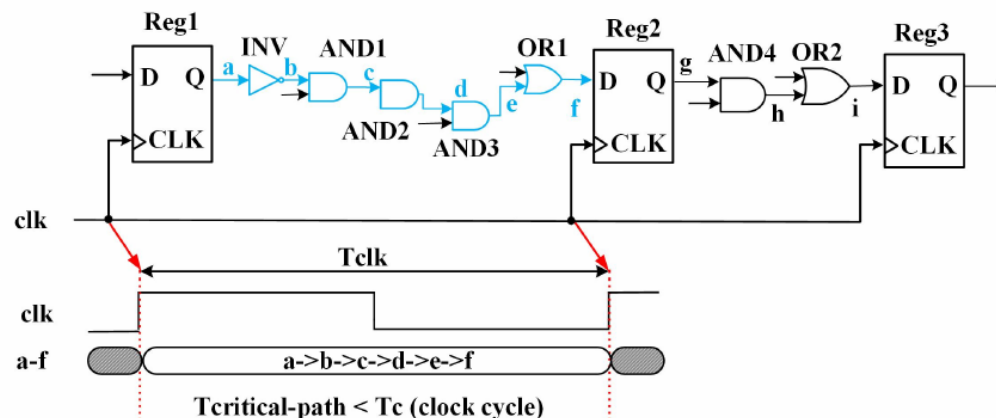 Reg1
INV
AND1
OR1
Reg2
AND4
OR2
Reg3
D Q
a
b
c
d
e
f
D Q
g
h
i
D Q
AND2
AND3
CLK
CLK
CLK
clk
Tclk
clk
a-f
a->b->c->d->e->f
Tcritical-path < Tc (clock cycle)